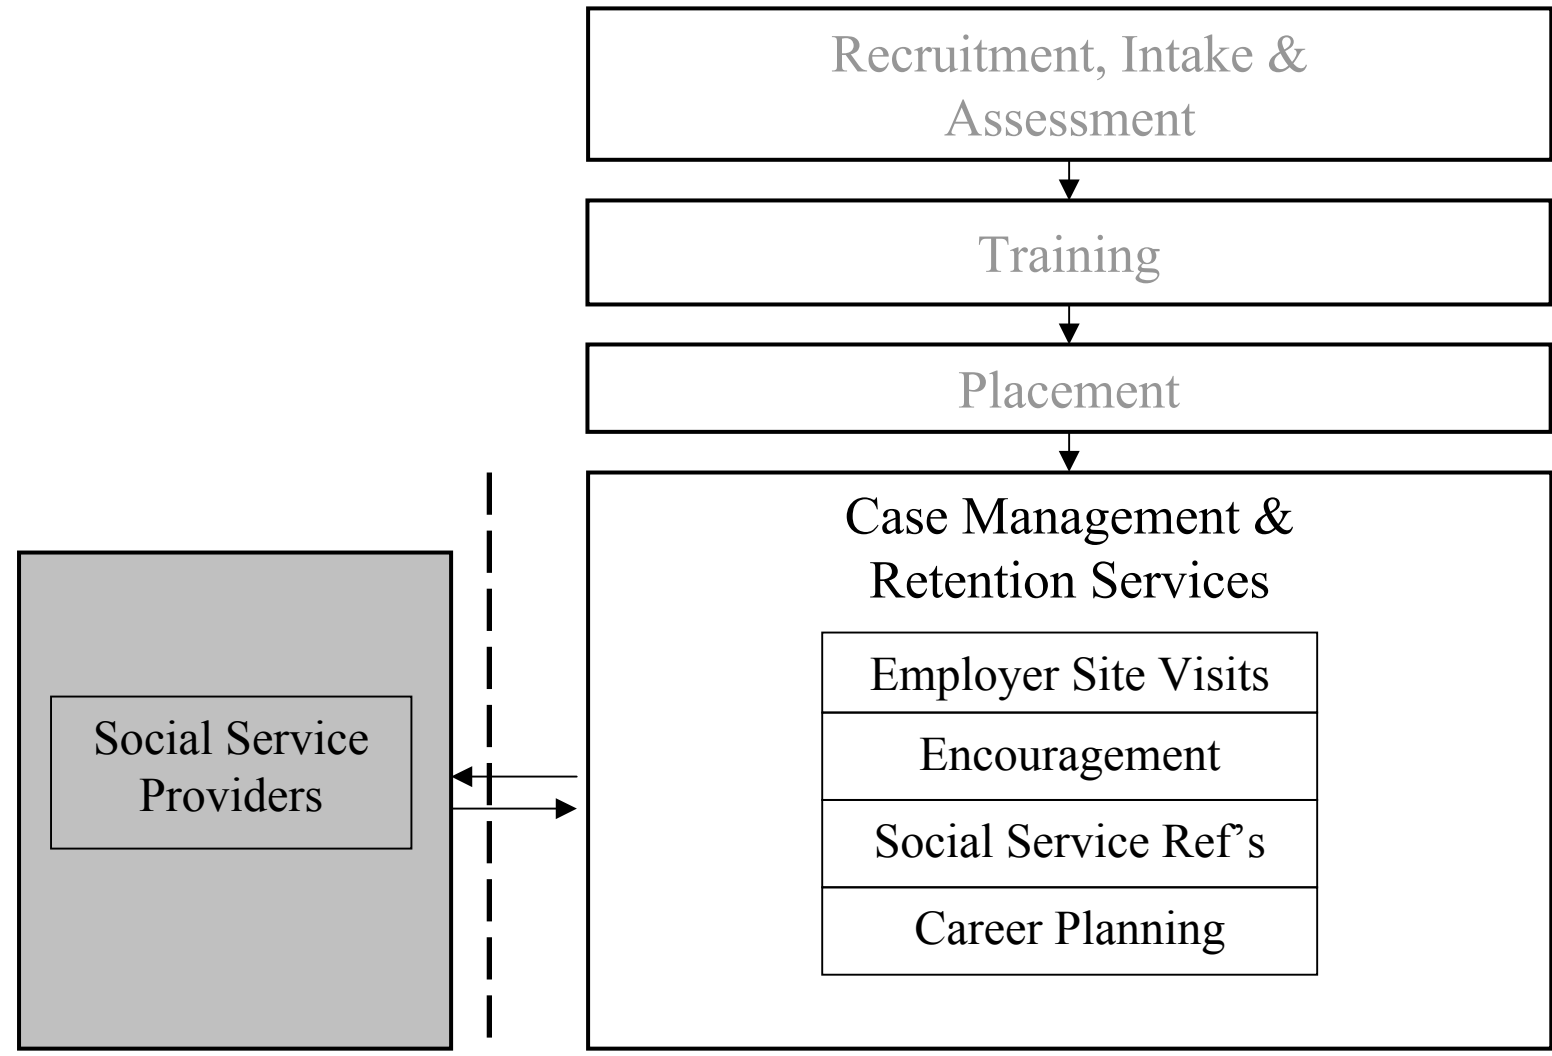 Recruitment, Intake &
Assessment
Training
Placement
Case Management &
Retention Services
Employer Site Visits
Encouragement
Social Service Ref’s
Career Planning
Social Service
Providers